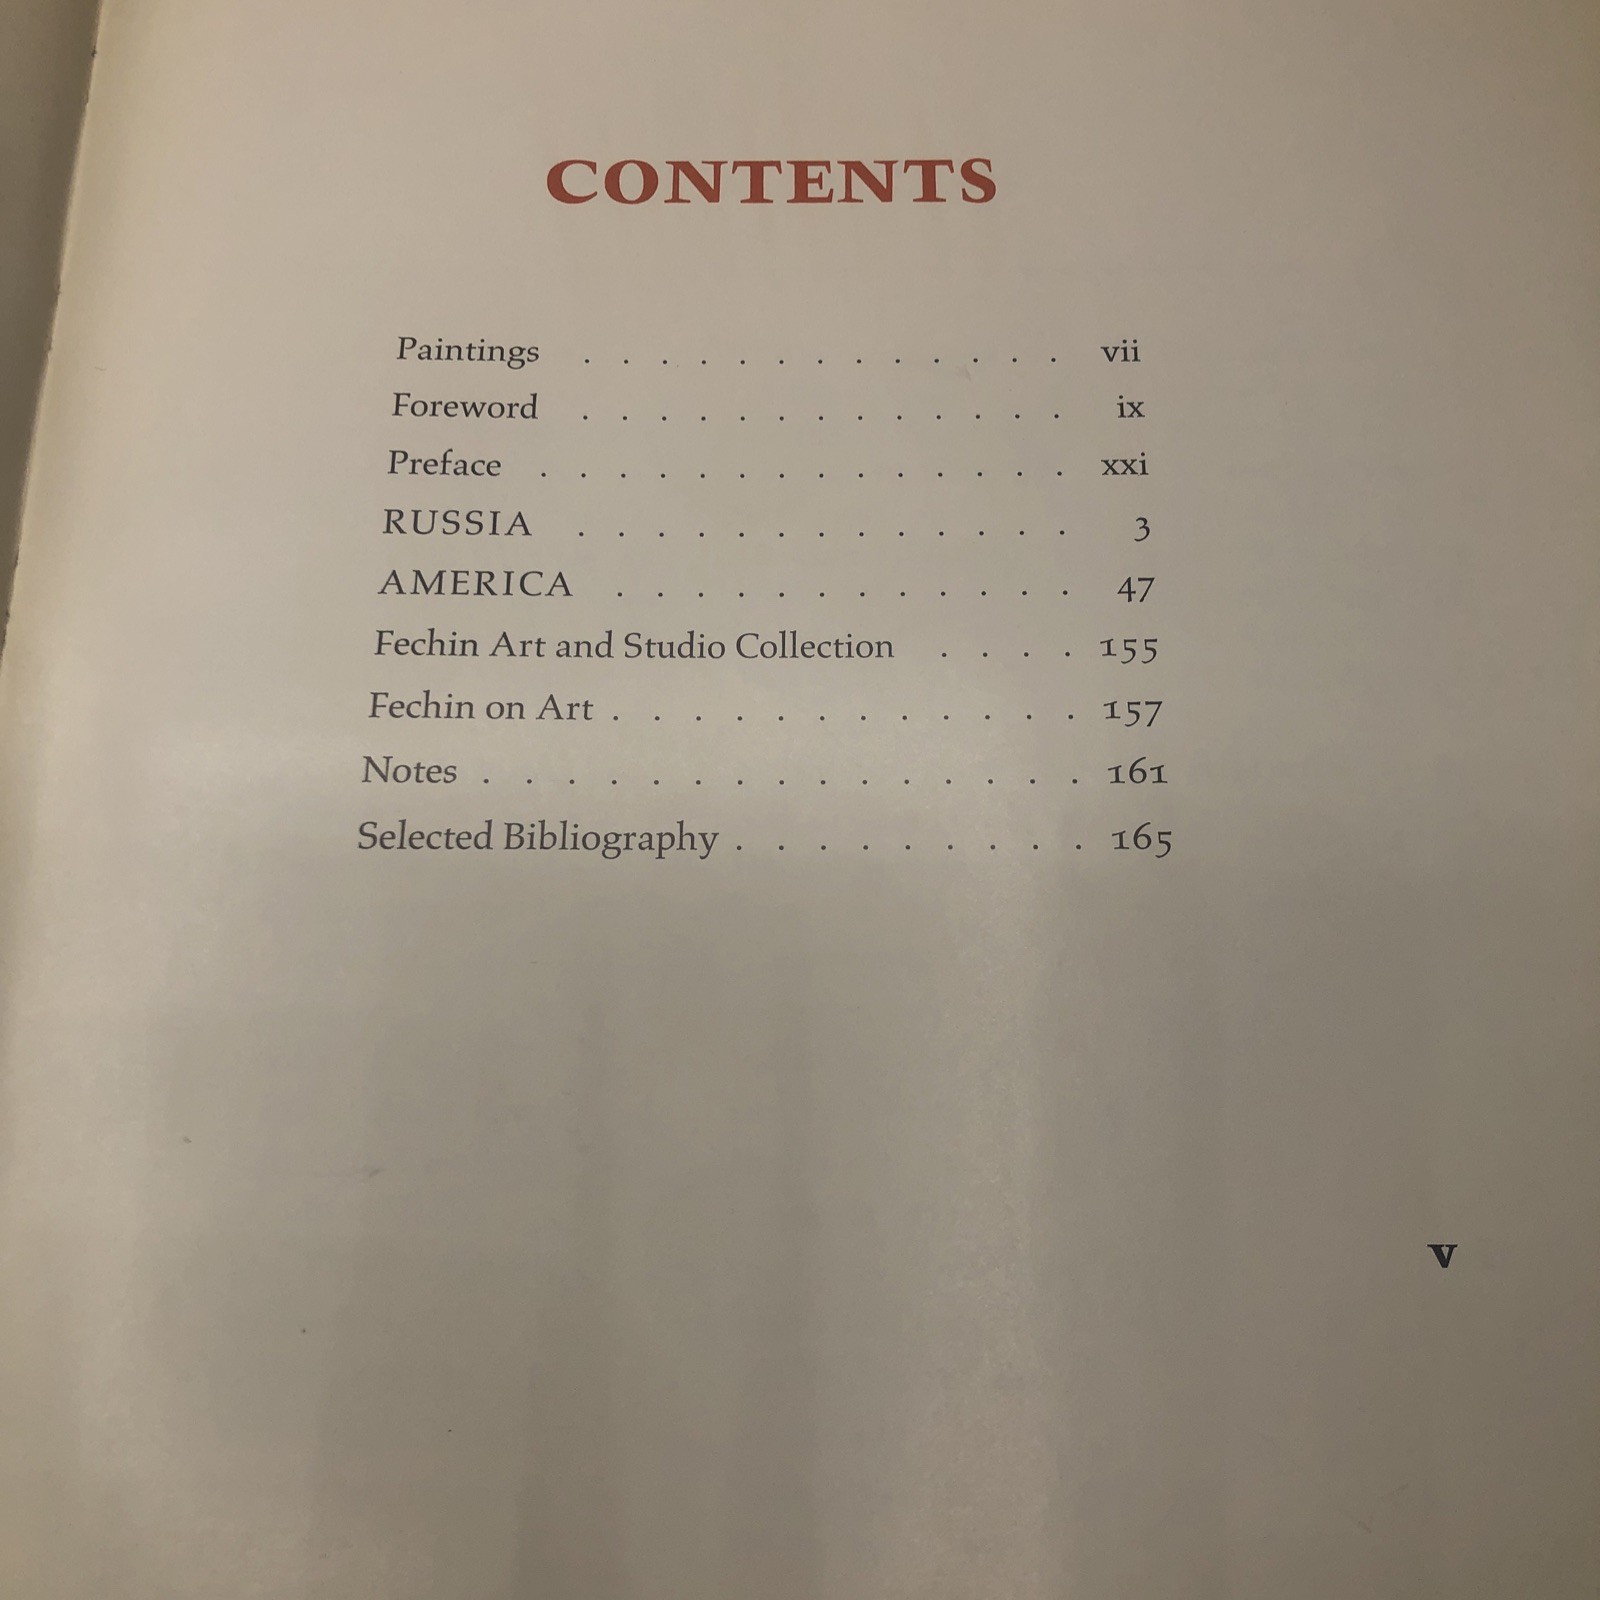 CONTENTS
Paintings . . . . . . . . . . . . . vii
Foreword . . . . . . . . . . . . . ix
Preface . . . . . . . . . . . . . . xxi
RUSSIA . . . . . . . . . . . . . 3
AMERICA . . . . . . . . . . . . 47
Fechin Art and Studio Collection . . . . 155
Fechin on Art . . . . . . . . . . . . 157
Notes . . . . . . . . . . . . . . . 161
Selected Bibliography . . . . . . . . . 165
v